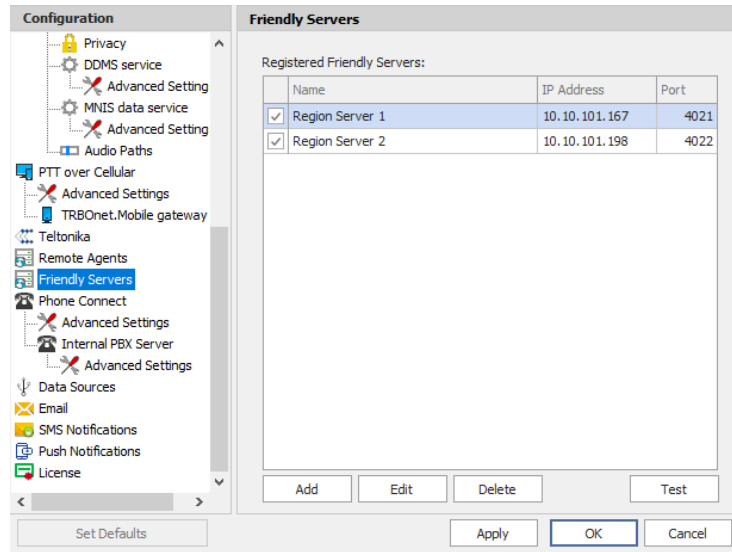 Configuration
Privacy
DDMS service
Advanced Setting
MNIS data service
Advanced Setting
Audio Paths
PTT over Cellular
Advanced Settings
TRBOnet.Mobile gateway
Teltonika
Remote Agents
Friendly Servers
Phone Connect
Advanced Settings
Internal PBX Server
Advanced Settings
Data Sources
Email
SMS Notifications
Push Notifications
License
Set Defaults
Friendly Servers
Registered Friendly Servers:
Name IP Address Port
Region Server 1 10.10.101.167 4021
Region Server 2 10.10.101.198 4022
Add Edit Delete Test
Apply OK Cancel